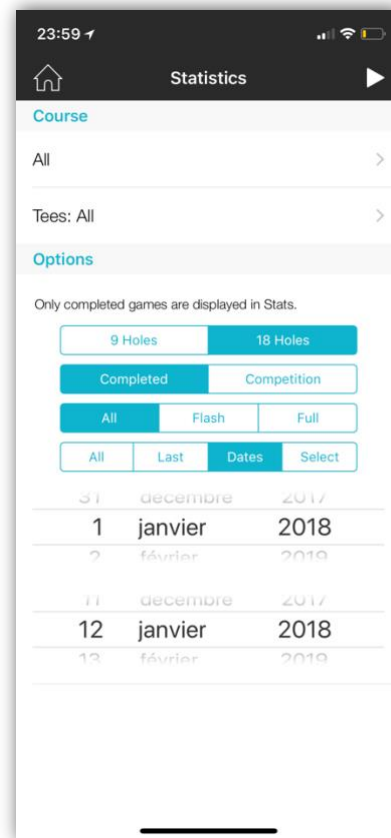 23:59
Statistics
Course
All
Tees: All
Options
Only completed games are displayed in Stats.
9 Holes 18 Holes
Completed Competition
All Flash Full
All Last Dates Select
31 décembre 2017
1 janvier 2018
2 février 2019
11 décembre 2017
12 janvier 2018
13 février 2019